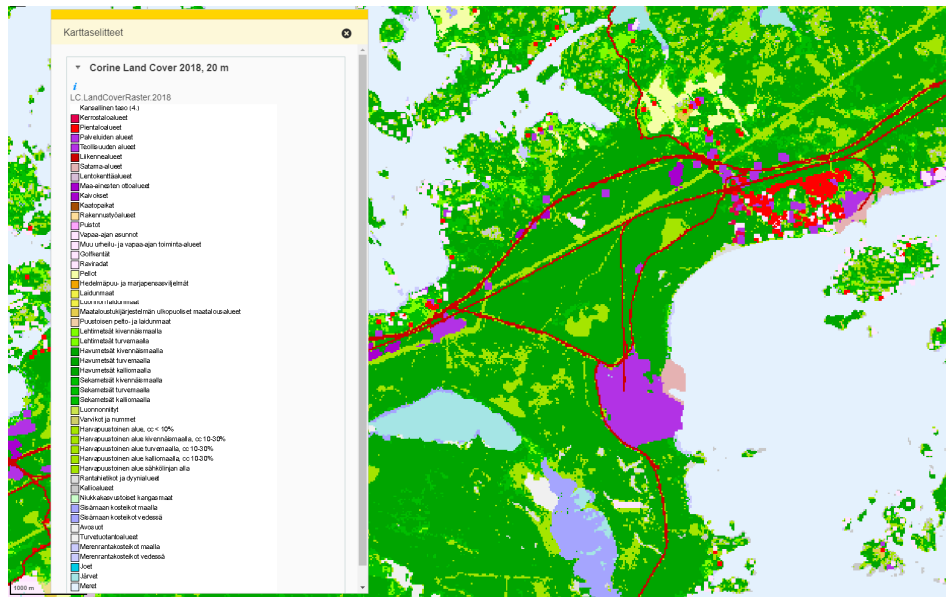 Karttaselitteet
Corine Land Cover 2018, 20 m
i
LC.LandCoverRaster.2018
Kansallinen taso (4.)
Kerrostaloalueet
Pientaloalueet
Palveluiden alueet
Teollisuuden alueet
Liikennealueet
Satama-alueet
Lentokenttäalueet
Maa-ainesten ottoalueet
Kaivokset
Kaatopaikat
Rakennustyöalueet
Puistot
Vapaa-ajan asunnot
Muu urheilu- ja vapaa-ajan toiminta-alueet
Golfkentät
Raviradat
Pellot
Hedelmäpuu- ja marjapensasviljelmät
Laidunmaat
Luonnon laidunmaat
Maataloustukijärjestelmän ulkopuoliset maatalousalueet
Puustoiset pelto- ja laidunmaat
Lehtimetsät kivennäismaalla
Lehtimetsät turvemaalla
Havumetsät kivennäismaalla
Havumetsät turvemaalla
Havumetsät kalliomaalla
Sekametsät kivennäismaalla
Sekametsät turvemaalla
Sekametsät kalliomaalla
Luonnonniityt
Varvikot ja nummet
Harvapuustoinen alue, cc < 10%
Harvapuustoinen alue kivennäismaalla, cc 10-30%
Harvapuustoinen alue turvemaalla, cc 10-30%
Harvapuustoinen alue kalliomaalla, cc 10-30%
Harvapuustoinen alue sähkölinjan alla
Rantahietikot ja dyynialueet
Kallioalueet
Niukkakasvustoiset kangasmaat
Sisämaan kosteikot maalla
Sisämaan kosteikot vedessä
Avosuot
Turvetuotantoalueet
Merenrantakosteikot maalla
Merenrantakosteikot vedessä
Joet
Järvet
Meret
1000 m